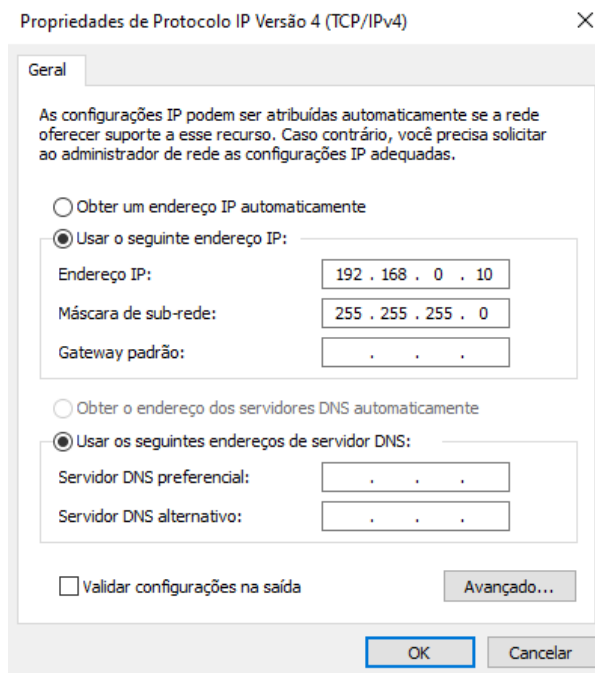 Propriedades de Protocolo IP Versão 4 (TCP/IPv4)
Geral
As configurações IP podem ser atribuídas automaticamente se a rede
oferecer suporte a esse recurso. Caso contrário, você precisa solicitar
ao administrador de rede as configurações IP adequadas.
Obter um endereço IP automaticamente
Usar o seguinte endereço IP:
Endereço IP: 192 . 168 . 0 . 10
Máscara de sub-rede: 255 . 255 . 255 . 0
Gateway padrão: . . .
Obter o endereço dos servidores DNS automaticamente
Usar os seguintes endereços de servidor DNS:
Servidor DNS preferencial: . . .
Servidor DNS alternativo: . . .
Validar configurações na saída Avançado...
OK Cancelar